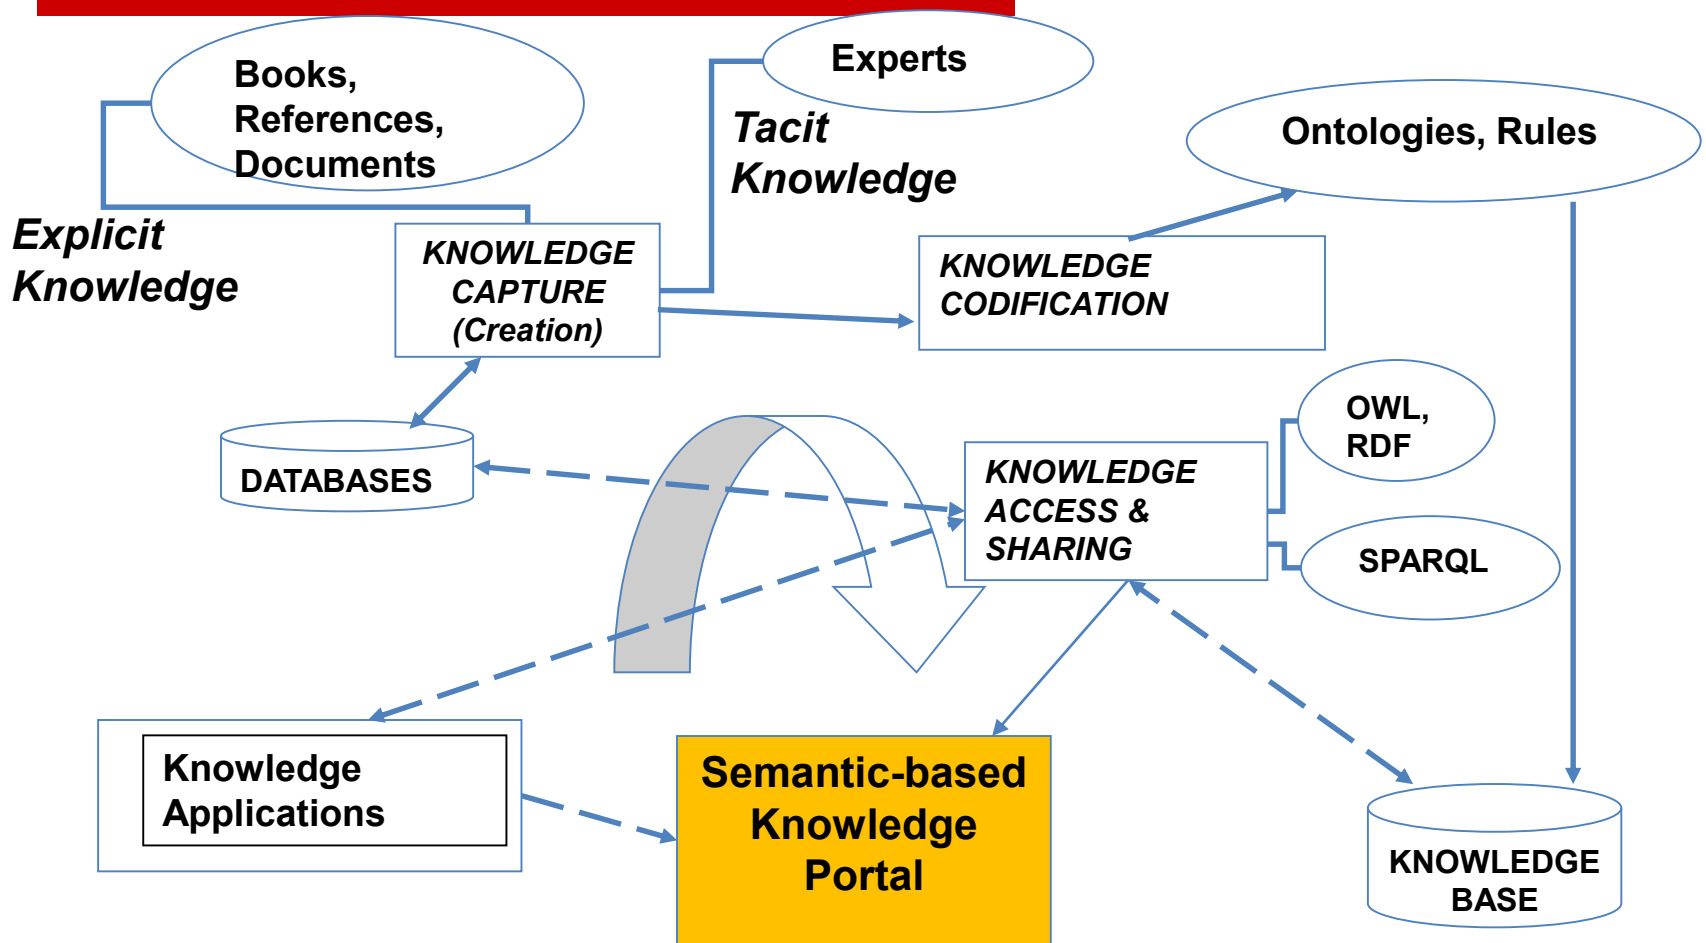 Books,
References,
Documents
Experts
Tacit
Knowledge
Ontologies, Rules
Explicit
Knowledge
KNOWLEDGE
CAPTURE
(Creation)
KNOWLEDGE
CODIFICATION
DATABASES
KNOWLEDGE
ACCESS &
SHARING
OWL,
RDF
SPARQL
Knowledge
Applications
Semantic-based
Knowledge
Portal
KNOWLEDGE
BASE